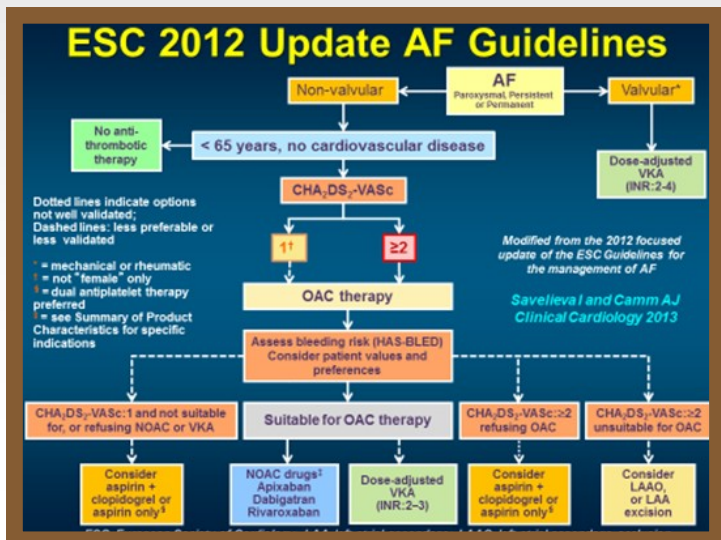 ESC 2012 Update AF Guidelines
Non-valvular
AF
Paroxysmal, Persistent
or Permanent
Valvular*
No anti-
thrombotic
therapy
< 65 years, no cardiovascular disease
Dose-adjusted
VKA
(INR:2-4)
CHA₂DS₂-VASc
Dotted lines indicate options
not well validated;
Dashed lines: less preferable or
less validated
1†
≥2
* = mechanical or rheumatic
† = not "female" only
§ = dual antiplatelet therapy
preferred
‡ = see Summary of Product
Characteristics for specific
indications
Modified from the 2012 focused
update of the ESC Guidelines for
the management of AF
Savelieva I and Camm AJ
Clinical Cardiology 2013
OAC therapy
Assess bleeding risk (HAS-BLED)
Consider patient values and
preferences
CHA₂DS₂-VASc:1 and not suitable
for, or refusing NOAC or VKA
Suitable for OAC therapy
CHA₂DS₂-VASc:≥2
refusing OAC
CHA₂DS₂-VASc:≥2
unsuitable for OAC
Consider
aspirin +
clopidogrel or
aspirin only§
NOAC drugs‡
Apixaban
Dabigatran
Rivaroxaban
Dose-adjusted
VKA
(INR:2–3)
Consider
aspirin +
clopidogrel or
aspirin only§
Consider
LAAO,
or LAA
excision